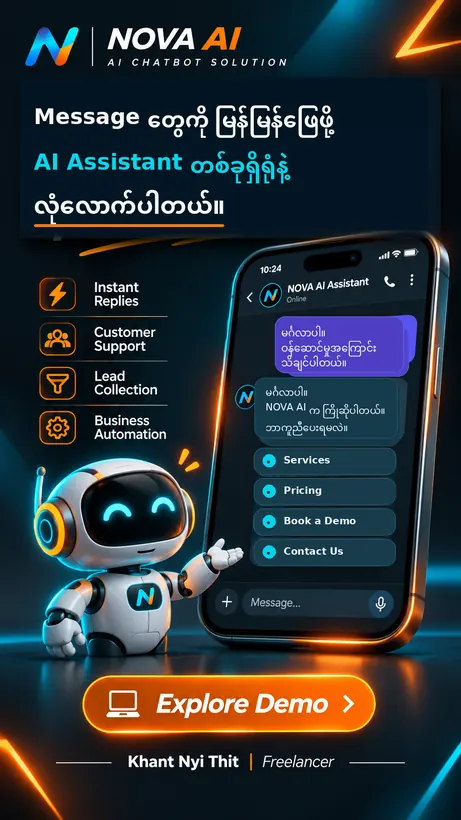 NOVA AI
AI CHATBOT SOLUTION
Message တွေကို မြန်မြန်ဖြေဖို့
AI Assistant တစ်ခုရှိရုံနဲ့
လုံလောက်ပါတယ်။
Instant
Replies
Customer
Support
Lead
Collection
Business
Automation
10:24
NOVA AI Assistant
Online
မင်္ဂလာပါ။
ဝန်ဆောင်မှုအကြောင်း
သိချင်ပါတယ်။
မင်္ဂလာပါ။
NOVA AI က ကြိုဆိုပါတယ်။
ဘာကူညီပေးရမလဲ။
Services
Pricing
Book a Demo
Contact Us
Message...
Explore Demo
Khant Nyi Thit | Freelancer